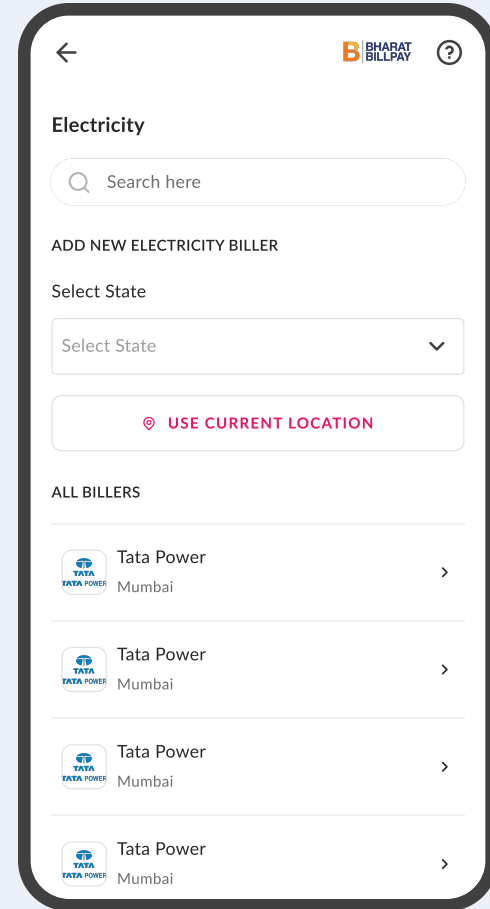 BHARAT
BILLPAY
Electricity
Search here
ADD NEW ELECTRICITY BILLER
Select State
Select State
USE CURRENT LOCATION
ALL BILLERS
Tata Power
TATA
TATA POWER
Mumbai
Tata Power
TATA
TATA POWER
Mumbai
Tata Power
TATA
TATA POWER
Mumbai
Tata Power
TATA
TATA POWER
Mumbai